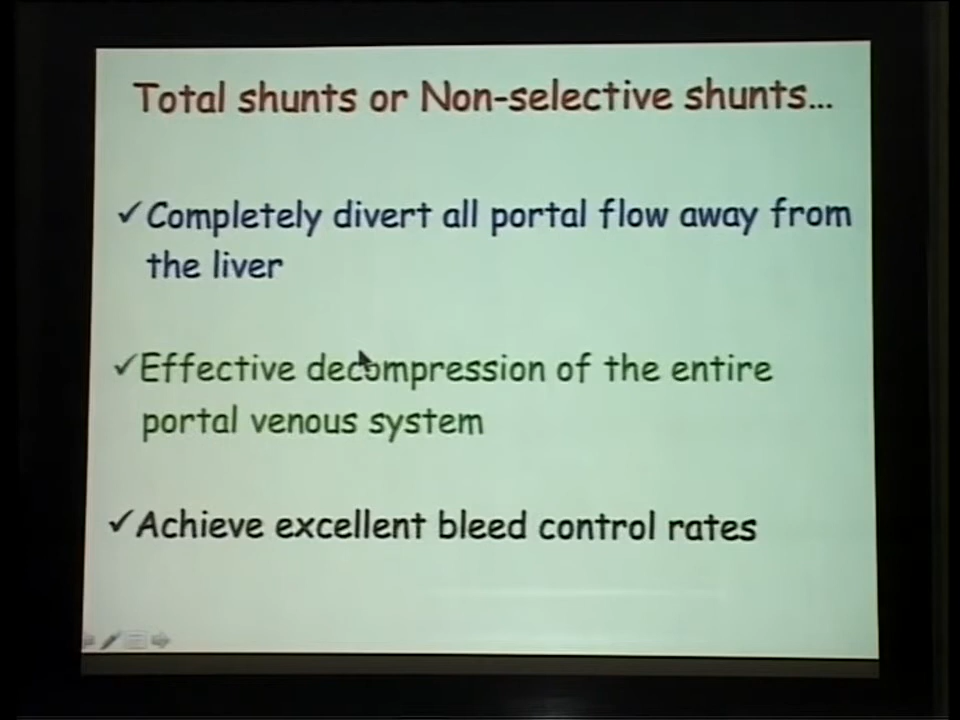 Total shunts or Non-selective shunts...
✓Completely divert all portal flow away from
the liver
✓Effective decompression of the entire
portal venous system
✓Achieve excellent bleed control rates